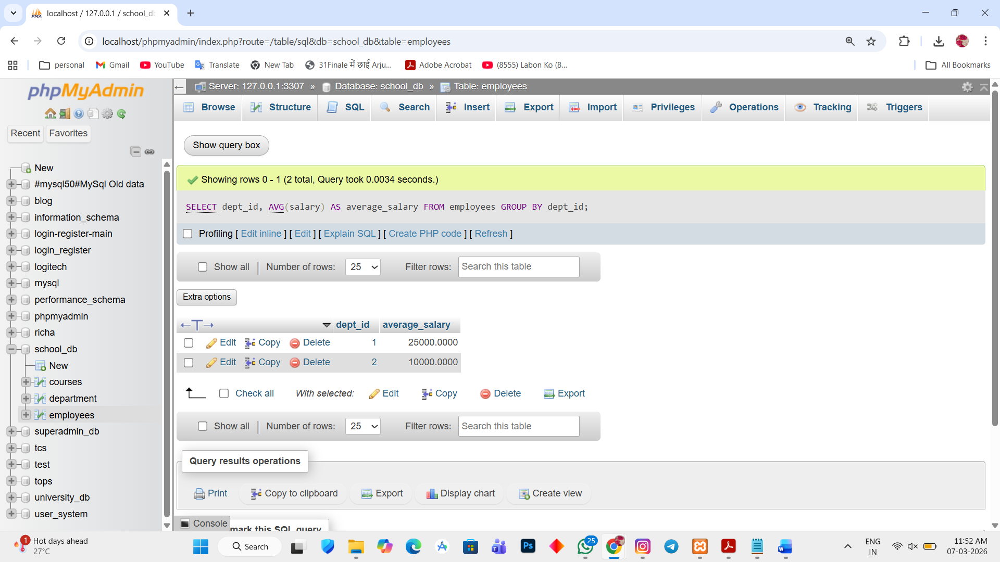 localhost / 127.0.0.1 / school_db
localhost/phpmyadmin/index.php?route=/table/sql&db=school_db&table=employees
personal
Gmail
YouTube
Translate
New Tab
31Finale में छाई Arju...
Adobe Acrobat
(8555) Labon Ko (8...
All Bookmarks
phpMyAdmin
Recent
Favorites
New
#mysql50#MySql Old data
blog
information_schema
login-register-main
login_register
logitech
mysql
performance_schema
phpmyadmin
richa
school_db
New
courses
department
employees
superadmin_db
tcs
test
tops
university_db
user_system
Server: 127.0.0.1:3307 » Database: school_db » Table: employees
Browse Structure SQL Search Insert Export Import Privileges Operations Tracking Triggers
Show query box
Showing rows 0 - 1 (2 total, Query took 0.0034 seconds.)
SELECT dept_id, AVG(salary) AS average_salary FROM employees GROUP BY dept_id;
Profiling [ Edit inline ] [ Edit ] [ Explain SQL ] [ Create PHP code ] [ Refresh ]
Show all | Number of rows: 25 Filter rows: Search this table
Extra options
←T→ dept_id average_salary
Edit Copy Delete 1 25000.0000
Edit Copy Delete 2 10000.0000
Check all With selected: Edit Copy Delete Export
Show all | Number of rows: 25 Filter rows: Search this table
Query results operations
Print Copy to clipboard Export Display chart Create view
Console
mark this SQL query
1
Hot days ahead
27°C
Search
Ps
25
ENG
IN
11:52 AM
07-03-2026